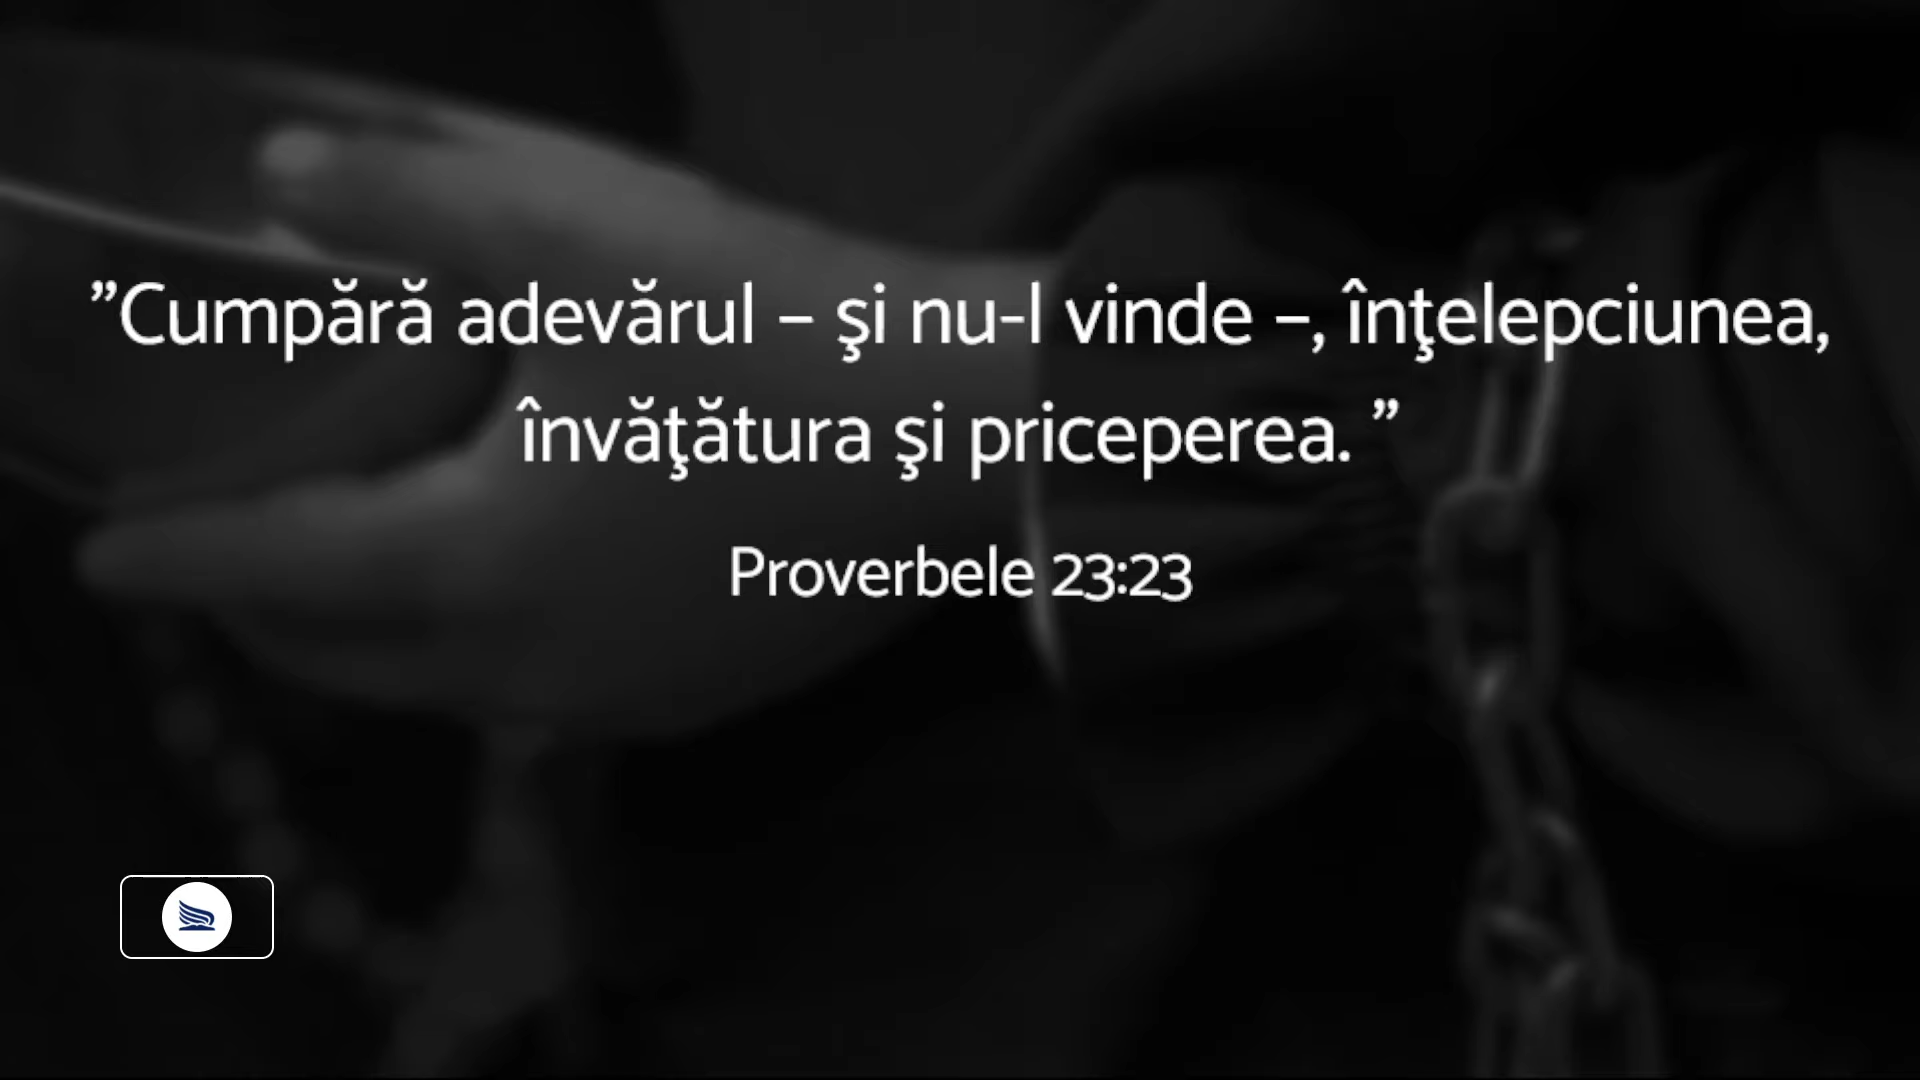 ”Cumpără adevărul – şi nu-l vinde –, înţelepciunea,
învăţătura şi priceperea. ”
Proverbele 23:23